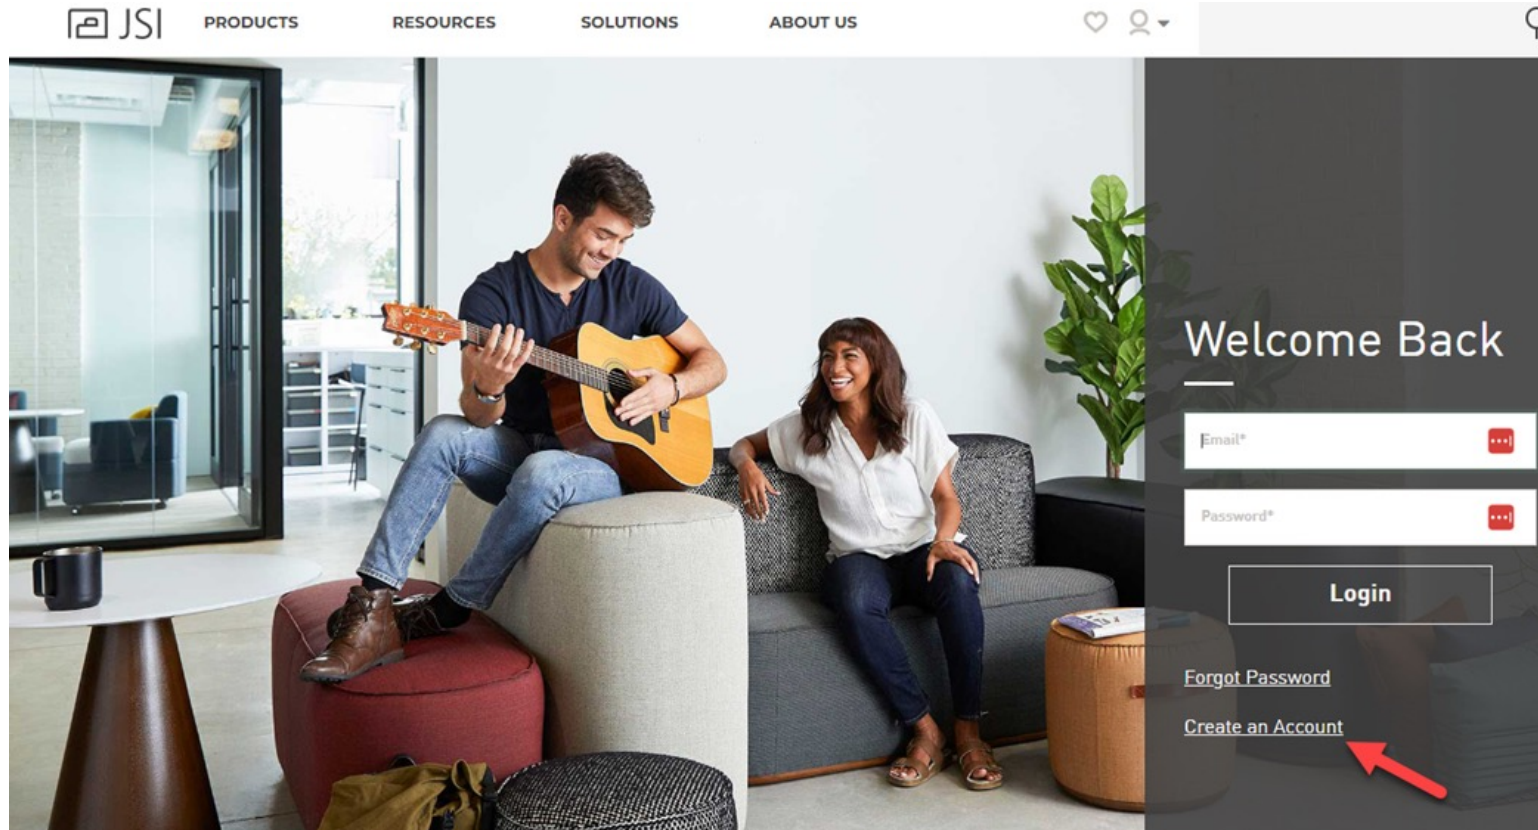 JSI PRODUCTS RESOURCES SOLUTIONS ABOUT US
Welcome Back
Email*
Password*
Login
Forgot Password
Create an Account